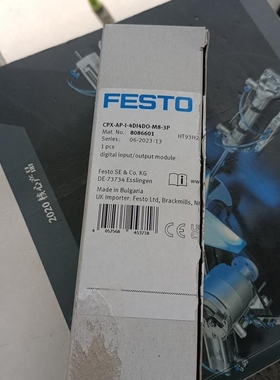 FESTO
CPX-AP-I-4DI4DO-M8-3P
Mat. No.: 8086601
Series: 06-2023:13
1 pcs
digital input/output module
Festo SE & Co. KG
DE-73734 Esslingen
Made in Bulgaria
UK Importer: Festo Ltd, Brackmills,
2020